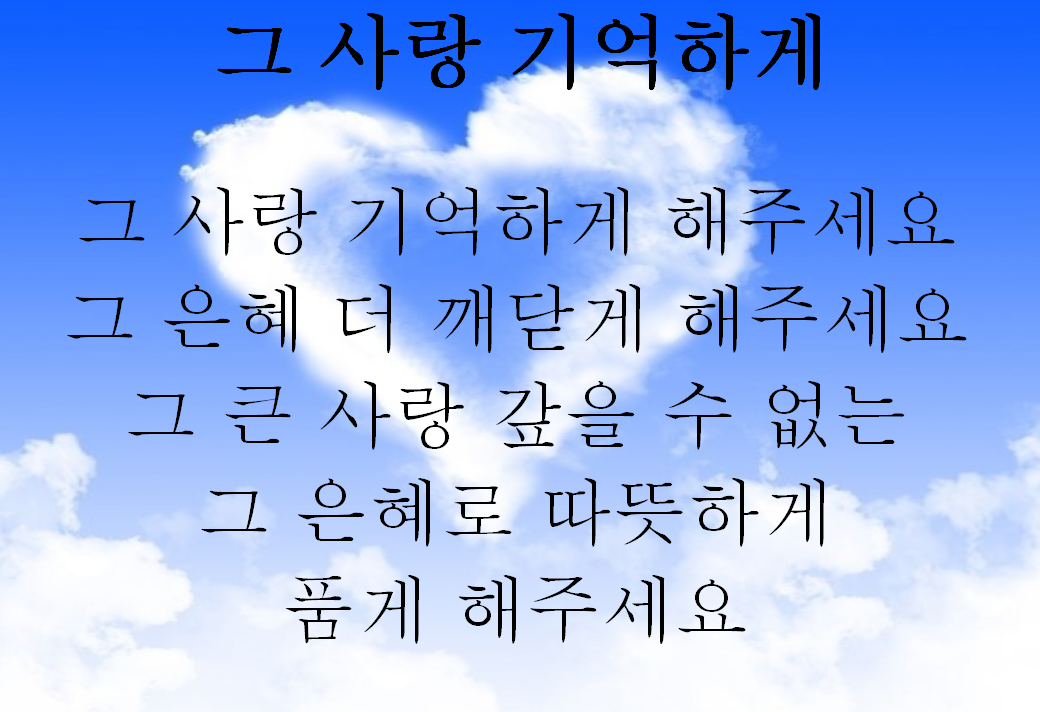 그 사랑 기억하게
그 사랑 기억하게 해주세요
그 은혜 더 깨닫게 해주세요
그 큰 사랑 갚을 수 없는
그 은혜로 따뜻하게
품게 해주세요